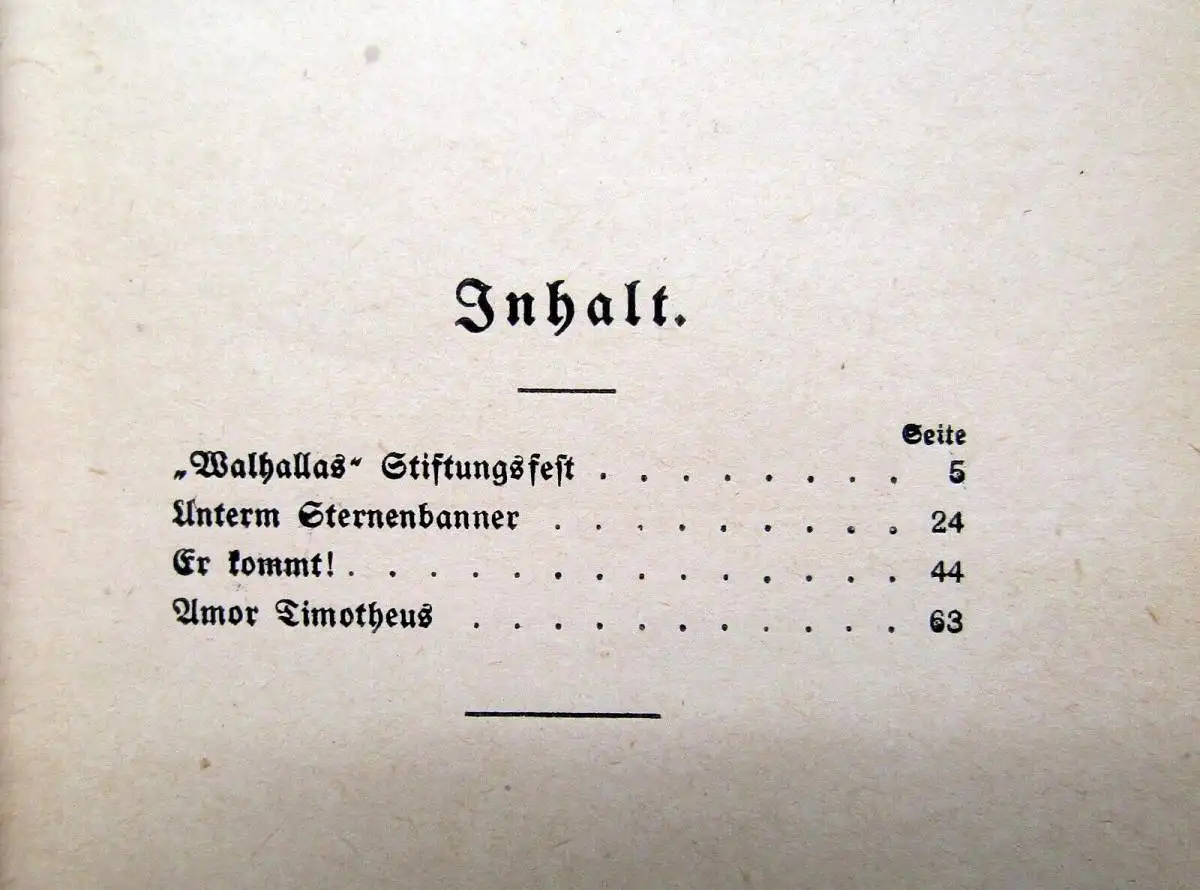 Inhalt.
Seite
„Walhallas“ Stiftungsfest . . . . . . . . 5
Unterm Sternenbanner . . . . . . . . . 24
Er kommt! . . . . . . . . . . . . . . 44
Amor Timotheus . . . . . . . . . . . 63